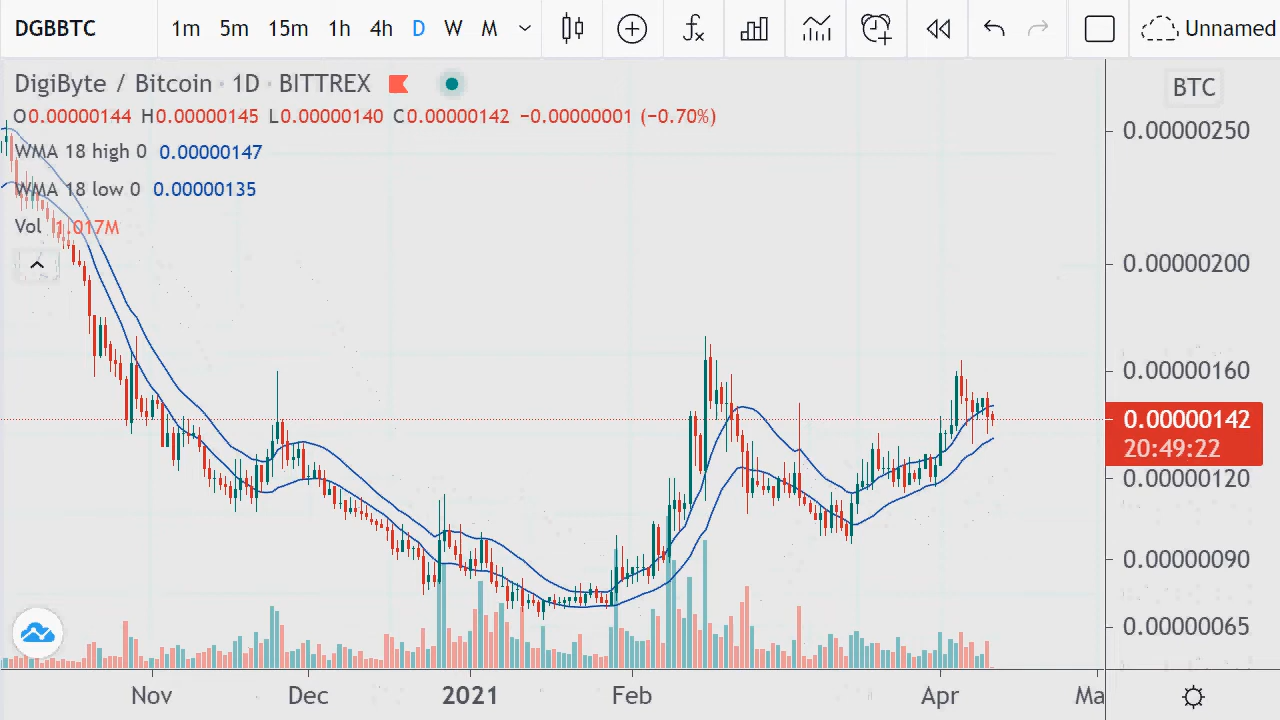 DGBBTC 1m 5m 15m 1h 4h D W M fx Unnamed
DigiByte / Bitcoin · 1D · BITTREX
BTC
O0.00000144 H0.00000145 L0.00000140 C0.00000142 −0.00000001 (−0.70%)
WMA 18 high 0 0.00000147
WMA 18 low 0 0.00000135
Vol 1.017M
0.00000250
0.00000200
0.00000160
0.00000142
20:49:22
0.00000120
0.00000090
0.00000065
Nov Dec 2021 Feb Apr Ma